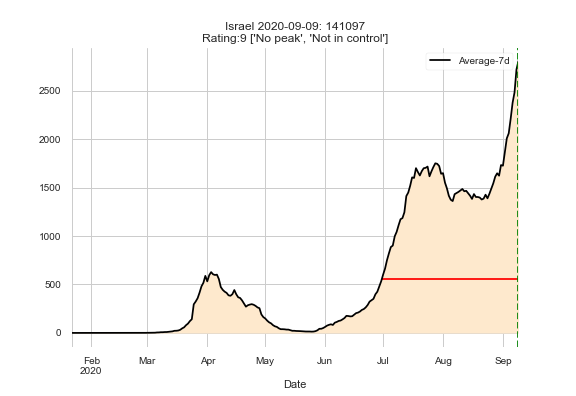 Israel 2020-09-09: 141097
Rating:9 ['No peak', 'Not in control']
Average-7d
2500
2000
1500
1000
500
0
Feb
2020
Mar
Apr
May
Jun
Jul
Aug
Sep
Date